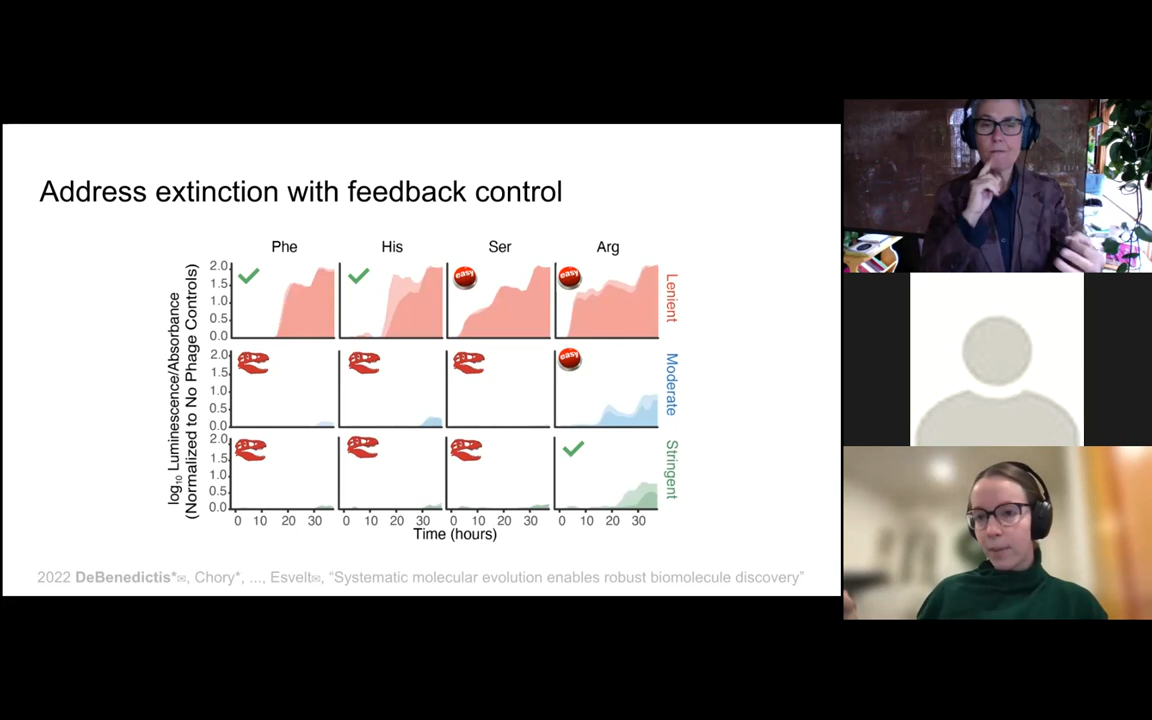 Address extinction with feedback control
Phe His Ser Arg
log₁₀ Luminescence/Absorbance
(Normalized to No Phage Controls)
2.0
1.5
1.0
0.5
0.0
easy
easy
Lenient
2.0
1.5
1.0
0.5
0.0
easy
Moderate
2.0
1.5
1.0
0.5
0.0
Stringent
0 10 20 30 0 10 20 30 0 10 20 30 0 10 20 30
Time (hours)
2022 DeBenedictis*✉, Chory*, ..., Esvelt✉, “Systematic molecular evolution enables robust biomolecule discovery”